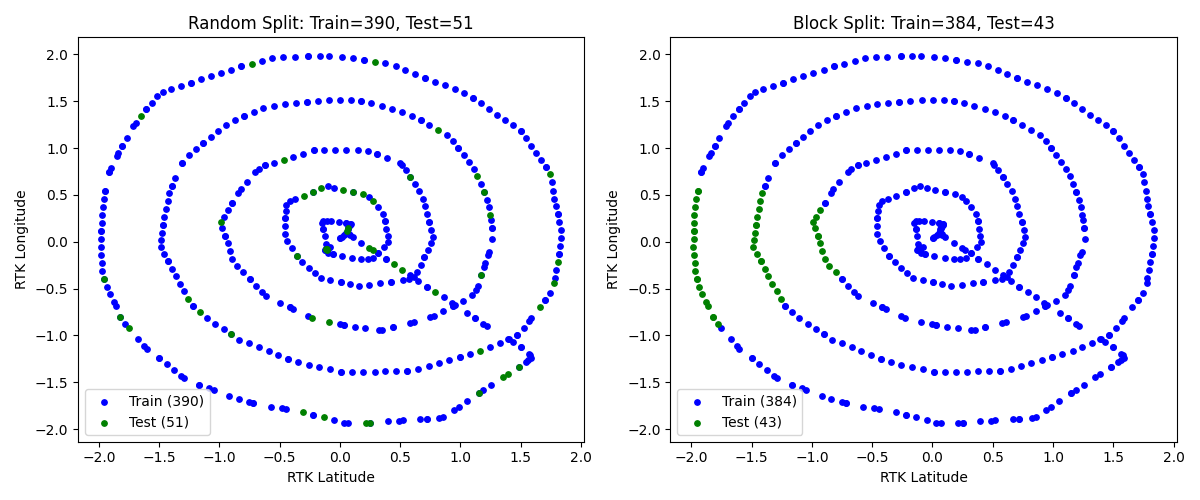 Random Split: Train=390, Test=51
RTK Longitude
2.0
1.5
1.0
0.5
0.0
−0.5
−1.0
−1.5
−2.0
Train (390)
Test (51)
−2.0 −1.5 −1.0 −0.5 0.0 0.5 1.0 1.5 2.0
RTK Latitude
Block Split: Train=384, Test=43
RTK Longitude
2.0
1.5
1.0
0.5
0.0
−0.5
−1.0
−1.5
−2.0
Train (384)
Test (43)
−2.0 −1.5 −1.0 −0.5 0.0 0.5 1.0 1.5 2.0
RTK Latitude